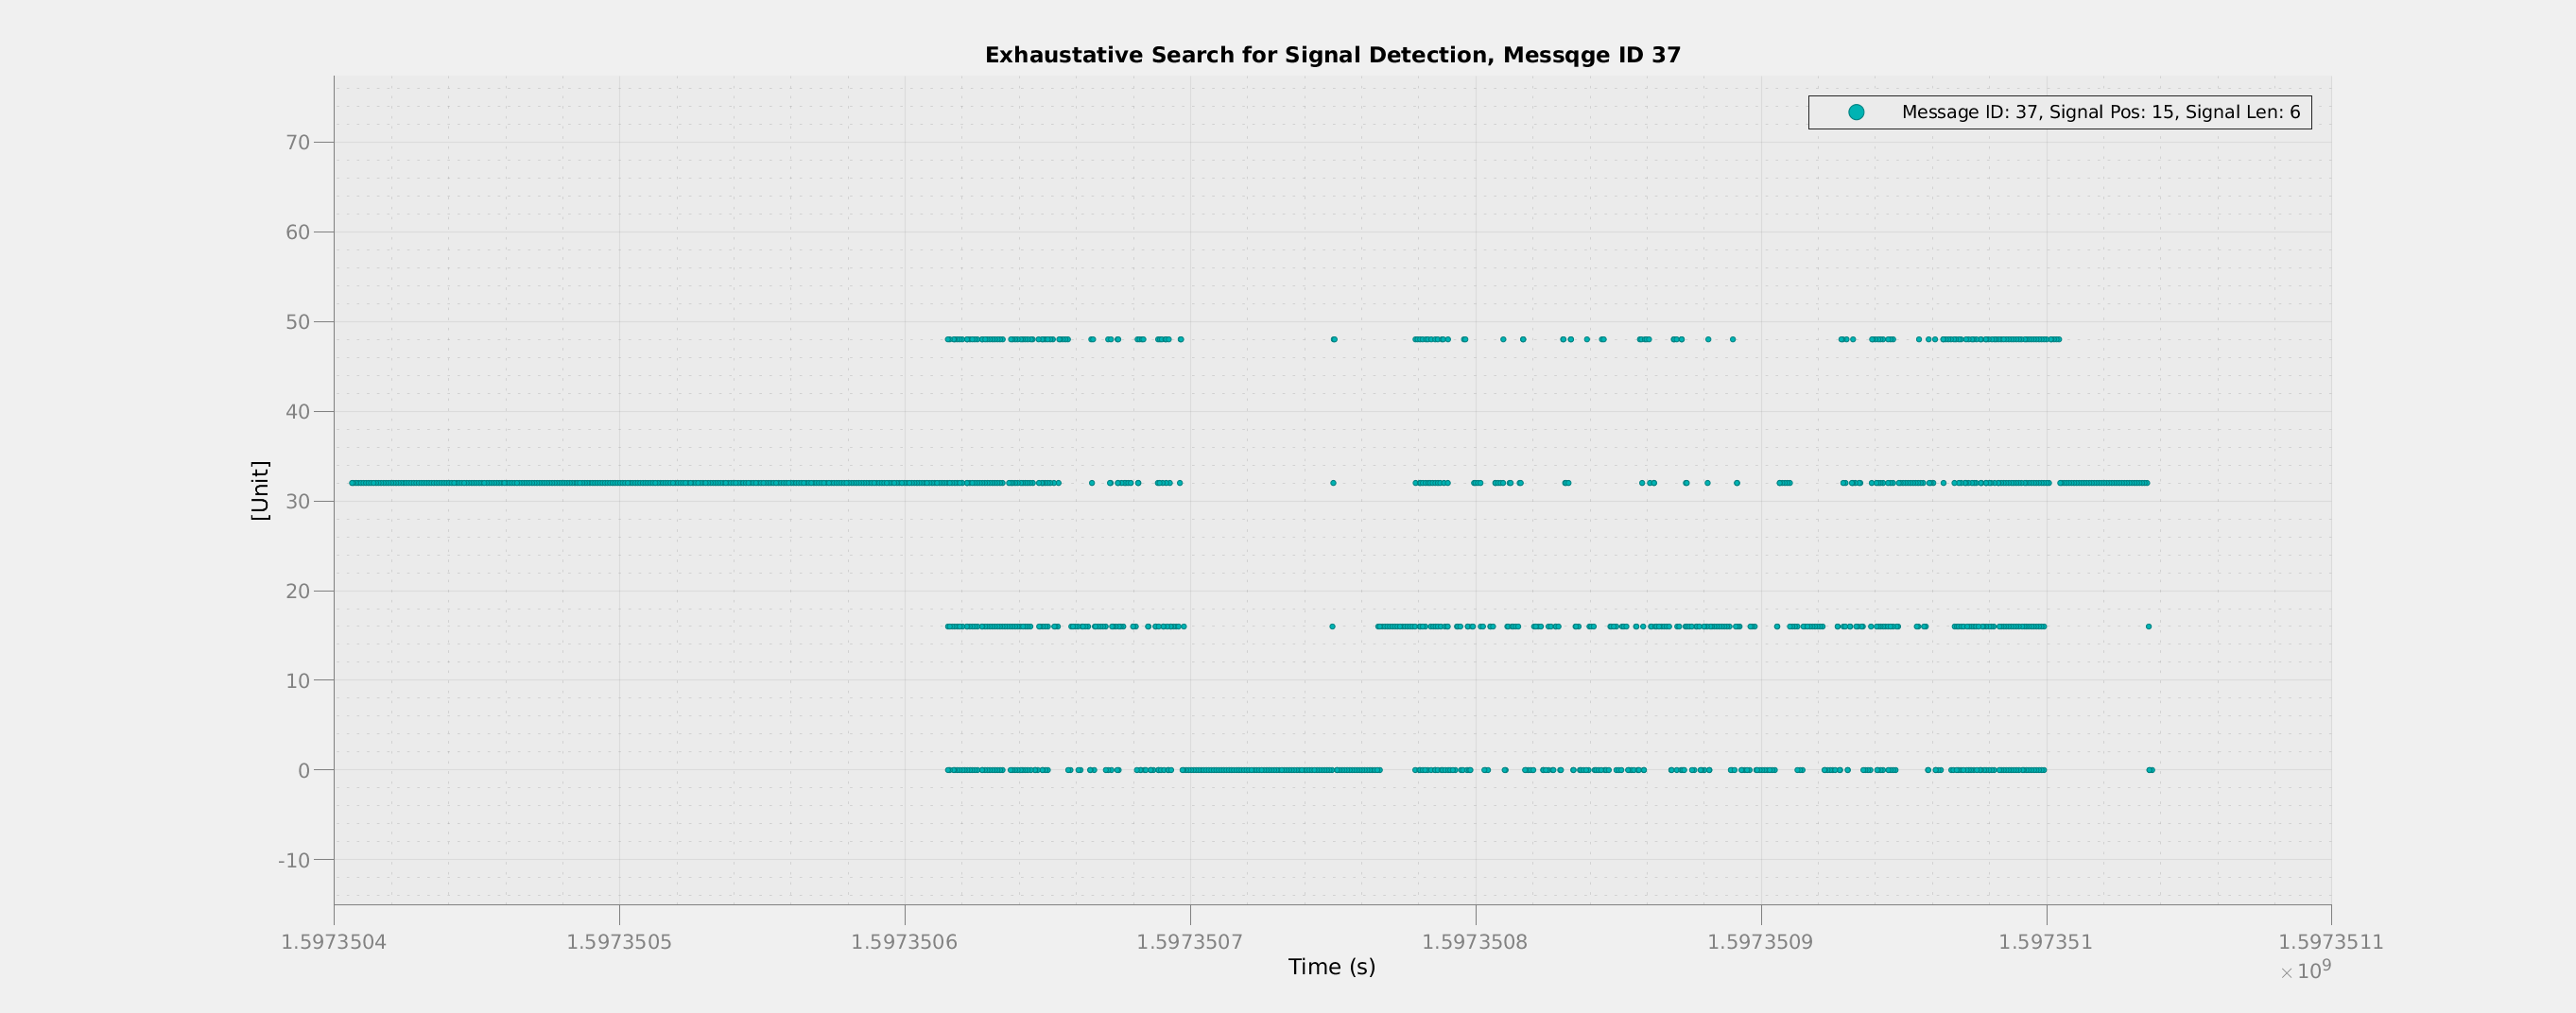 Exhaustative Search for Signal Detection, Messqge ID 37
Message ID: 37, Signal Pos: 15, Signal Len: 6
70
60
50
40
30
20
10
0
-10
[Unit]
1.5973504 1.5973505 1.5973506 1.5973507 1.5973508 1.5973509 1.597351 1.5973511
Time (s)
× 10⁹